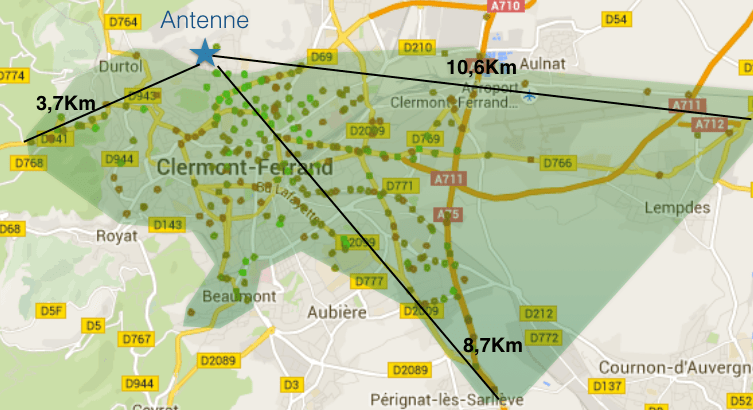 A710
D764
Antenne
D54
D69
D210
Durtol
Aulnat
10,6Km
D774
3,7Km
D943
Aéroport
Clermont-Ferrand...
A711
A712
D941
D2009
D769
D768
D944
Clermont-Ferrand
D766
D771
A711
Bd Lafayette
Lempdes
D68
D143
A75
Royat
D2099
D777
Beaumont
D5F
Aubière
D2009
D212
D5
D767
D772
8,7Km
D2089
D2089
Cournon-d'Auvergn
D944
D3
D137
Pérignat-lès-Sarliève
D52
Ceyrat